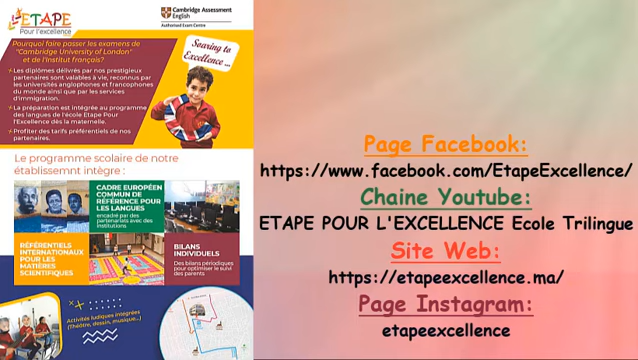 ETAPE
Pour l'excellence
Cambridge Assessment
English
Authorised Exam Centre
Pourquoi faire passer les examens de
"Cambridge University of London"
et de l'Institut français?
Les diplômes délivrés par nos prestigieux
partenaires sont valables à vie, reconnus par
les universités anglophones et francophones
du monde ainsi que par les services
d'immigration.
La préparation est intégrée au programme
des langues de l'école Etape Pour
l'Excellence dès la maternelle.
Profiter des tarifs préférentiels de nos
partenaires.
Soaring to
Excellence ...
Le programme scolaire de notre
établissemnt intègre :
CADRE EUROPÉEN
COMMUN DE
RÉFÉRENCE POUR
LES LANGUES
encadré par des
partenariats avec des
institutions.
RÉFÉRENTIELS
INTERNATIONAUX
POUR LES
MATIÈRES
SCIENTIFIQUES
BILANS
INDIVIDUELS
Des bilans périodiques
pour optimiser le suivi
des parents
Activités ludiques intégrées
(Théâtre, dessin, musique...)
Page Facebook:
https://www.facebook.com/EtapeExcellence/
Chaine Youtube:
ETAPE POUR L'EXCELLENCE Ecole Trilingue
Site Web:
https://etapeexcellence.ma/
Page Instagram:
etapeexcellence